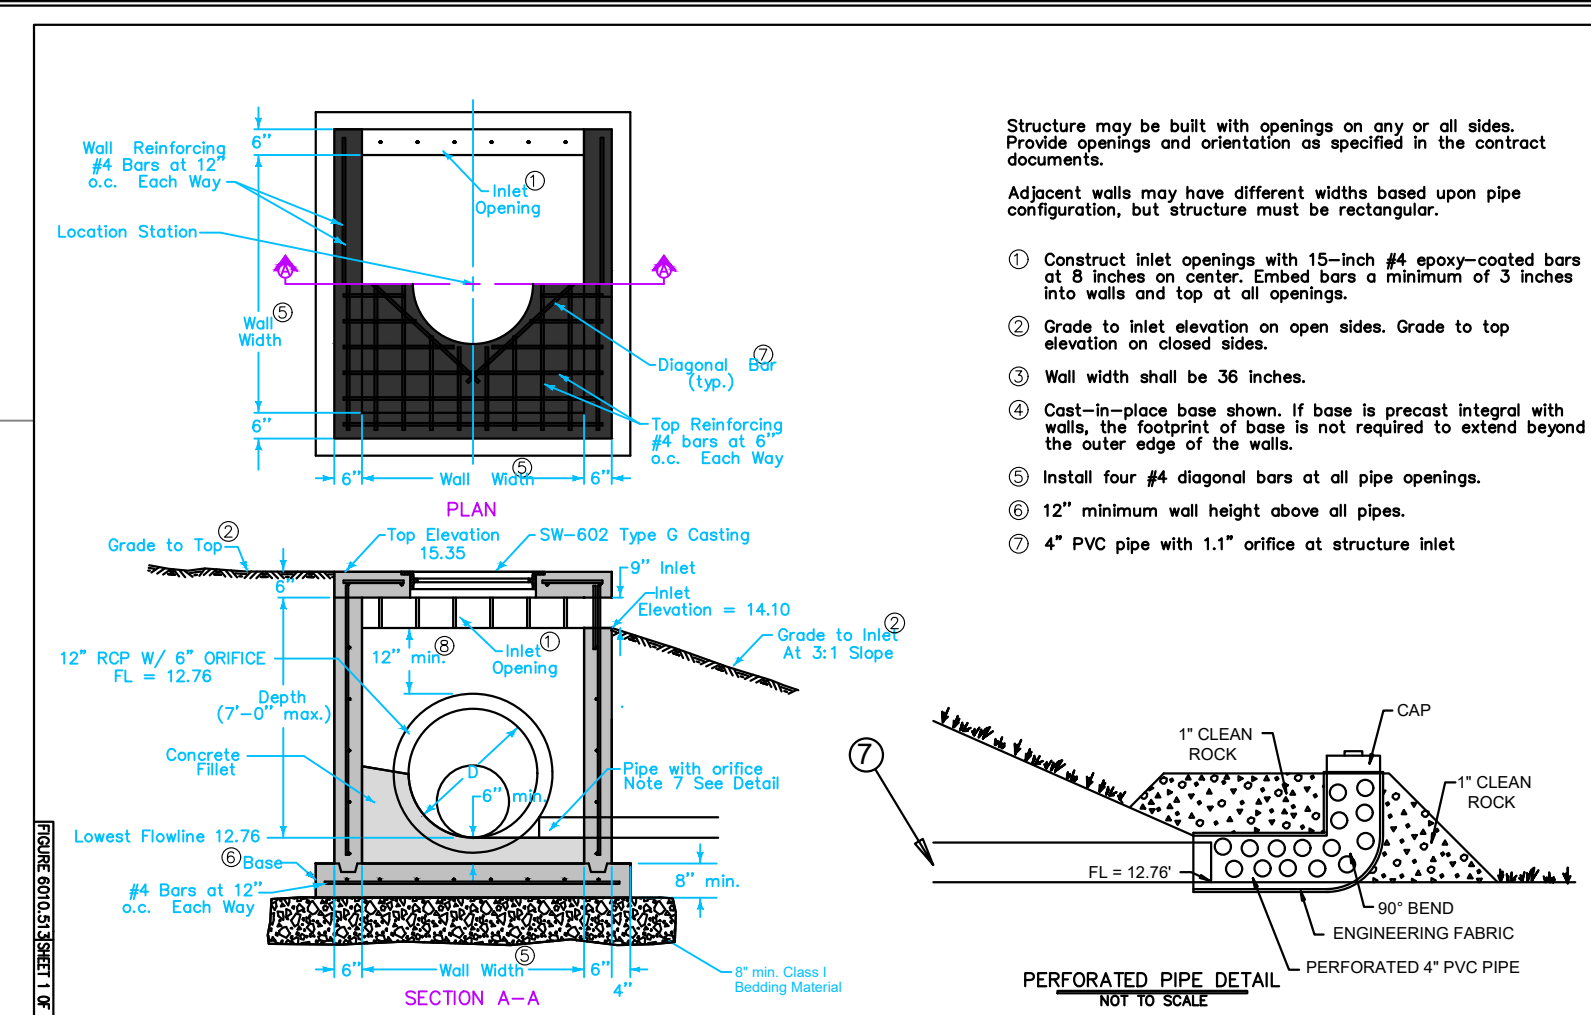 6"
Wall Reinforcing
#4 Bars at 12"
o.c. Each Way
Inlet ①
Opening
Location Station
A
A
Wall ⑤
Width
⑦
Diagonal Bar
(typ.)
6"
Top Reinforcing
#4 bars at 6"
o.c. Each Way
6"
Wall Width ⑤
6"
PLAN
Structure may be built with openings on any or all sides.
Provide openings and orientation as specified in the contract
documents.
Adjacent walls may have different widths based upon pipe
configuration, but structure must be rectangular.
① Construct inlet openings with 15-inch #4 epoxy-coated bars
at 8 inches on center. Embed bars a minimum of 3 inches
into walls and top at all openings.
② Grade to inlet elevation on open sides. Grade to top
elevation on closed sides.
③ Wall width shall be 36 inches.
④ Cast-in-place base shown. If base is precast integral with
walls, the footprint of base is not required to extend beyond
the outer edge of the walls.
⑤ Install four #4 diagonal bars at all pipe openings.
⑥ 12" minimum wall height above all pipes.
⑦ 4" PVC pipe with 1.1" orifice at structure inlet
Grade to Top ②
Top Elevation
15.35
SW-602 Type G Casting
6"
9" Inlet
Inlet
Elevation = 14.10
Grade to Inlet ②
At 3:1 Slope
12" min. ⑧
Inlet ①
Opening
12" RCP W/ 6" ORIFICE
FL = 12.76
Depth
(7'-0" max.)
Concrete
Fillet
D
6" min.
Pipe with orifice
Note 7 See Detail
Lowest Flowline 12.76
⑥ Base
#4 Bars at 12"
o.c. Each Way
8" min.
6"
Wall Width ⑤
6"
4"
8" min. Class I
Bedding Material
SECTION A-A
7
CAP
1" CLEAN
ROCK
1" CLEAN
ROCK
FL = 12.76'
90° BEND
ENGINEERING FABRIC
PERFORATED 4" PVC PIPE
PERFORATED PIPE DETAIL
NOT TO SCALE
FIGURE 6010.513 SHEET 1 OF